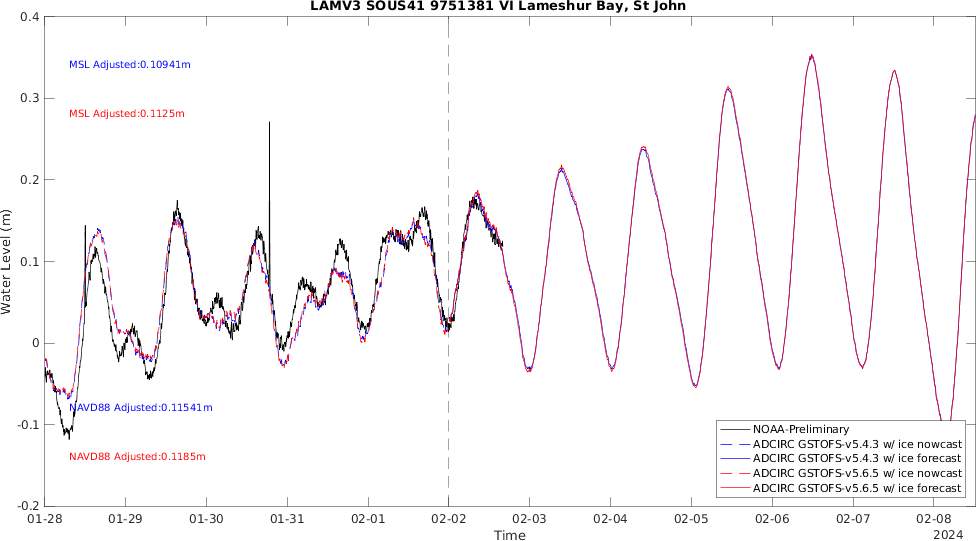 LAMV3 SOUS41 9751381 VI Lameshur Bay, St John
0.4
0.3
0.2
0.1
0
-0.1
-0.2
Water Level (m)
MSL Adjusted:0.10941m
MSL Adjusted:0.1125m
NAVD88 Adjusted:0.11541m
NAVD88 Adjusted:0.1185m
NOAA-Preliminary
ADCIRC GSTOFS-v5.4.3 w/ ice nowcast
ADCIRC GSTOFS-v5.4.3 w/ ice forecast
ADCIRC GSTOFS-v5.6.5 w/ ice nowcast
ADCIRC GSTOFS-v5.6.5 w/ ice forecast
01-28 01-29 01-30 01-31 02-01 02-02 02-03 02-04 02-05 02-06 02-07 02-08
Time
2024